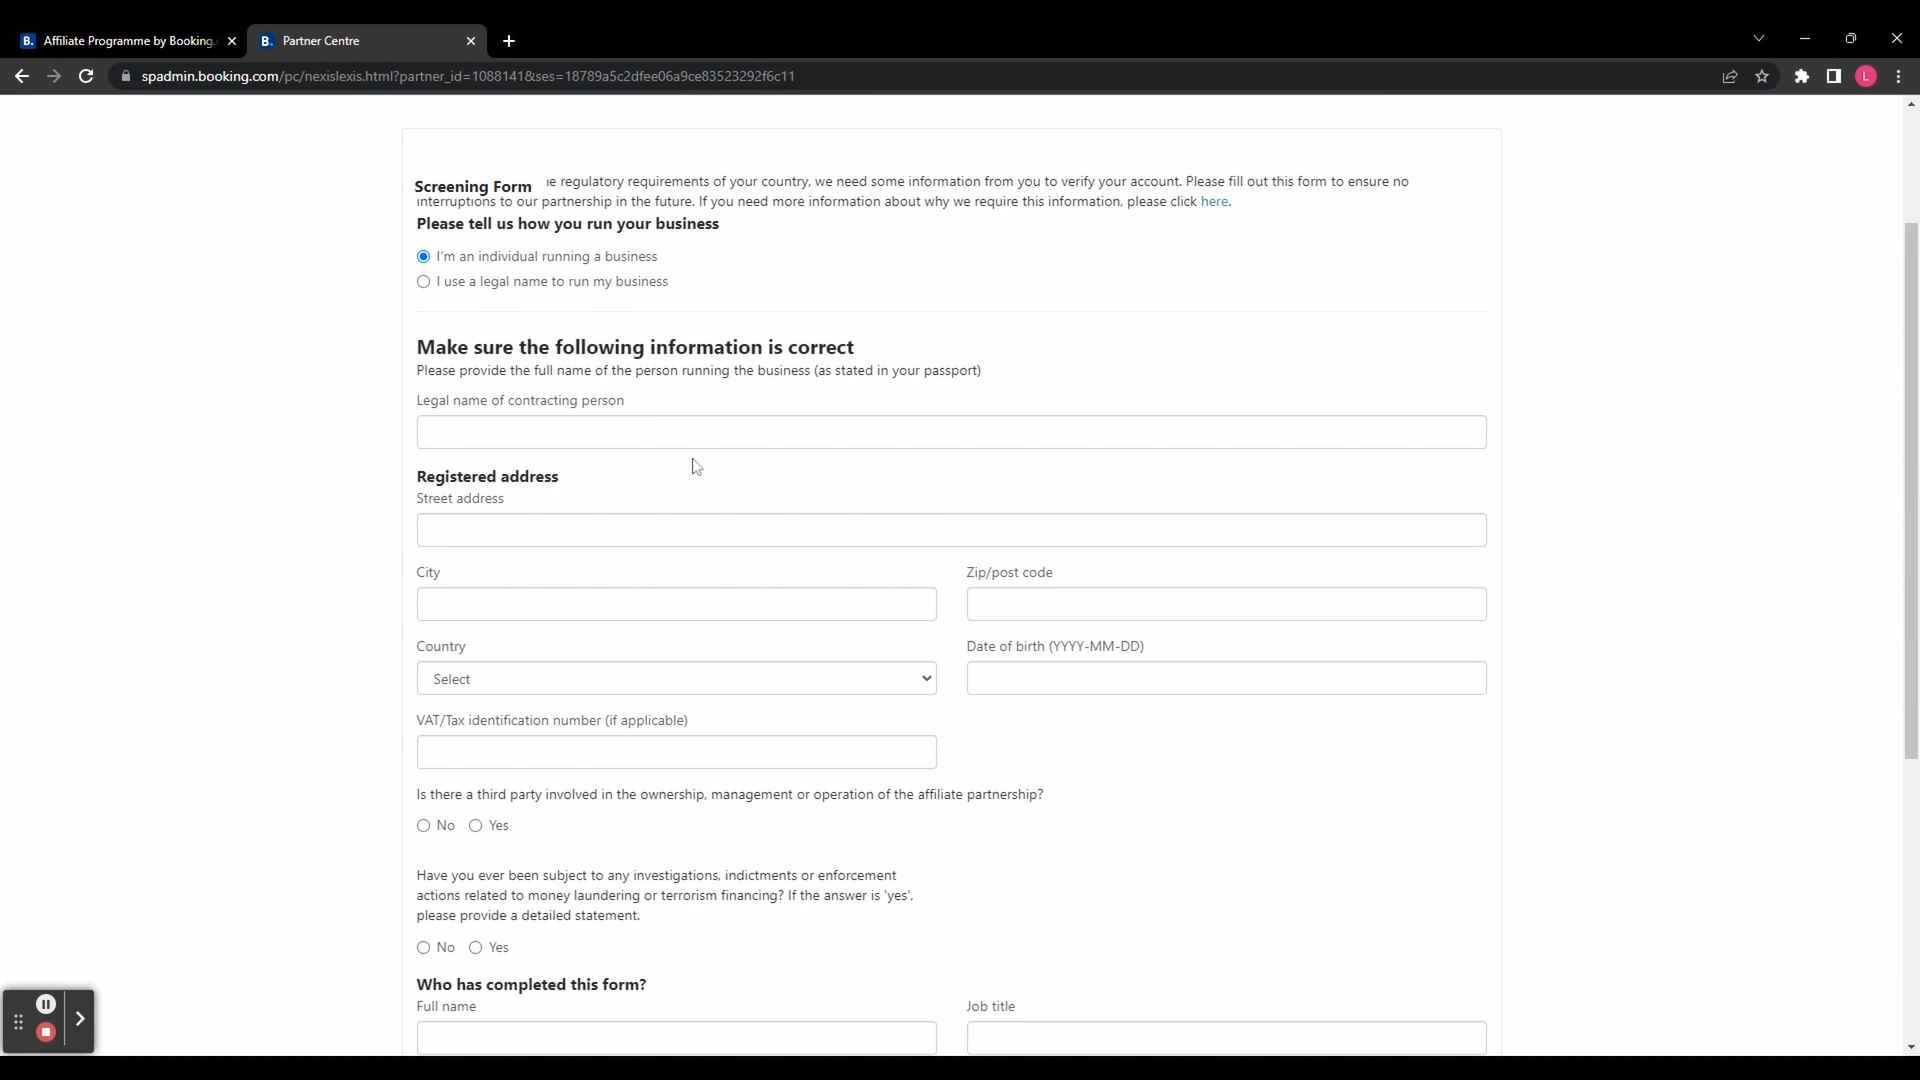 Affiliate Programme by Booking.
Partner Centre
spadmin.booking.com/pc/nexislexis.html?partner_id=1088141&ses=18789a5c2dfee06a9ce83523292f6c11
L
Screening Form
regulatory requirements of your country, we need some information from you to verify your account. Please fill out this form to ensure no
interruptions to our partnership in the future. If you need more information about why we require this information, please click here.
Please tell us how you run your business
I'm an individual running a business
I use a legal name to run my business
Make sure the following information is correct
Please provide the full name of the person running the business (as stated in your passport)
Legal name of contracting person
Registered address
Street address
City
Zip/post code
Country
Date of birth (YYYY-MM-DD)
Select
VAT/Tax identification number (if applicable)
Is there a third party involved in the ownership, management or operation of the affiliate partnership?
No Yes
Have you ever been subject to any investigations, indictments or enforcement
actions related to money laundering or terrorism financing? If the answer is 'yes',
please provide a detailed statement.
No Yes
Who has completed this form?
Full name
Job title